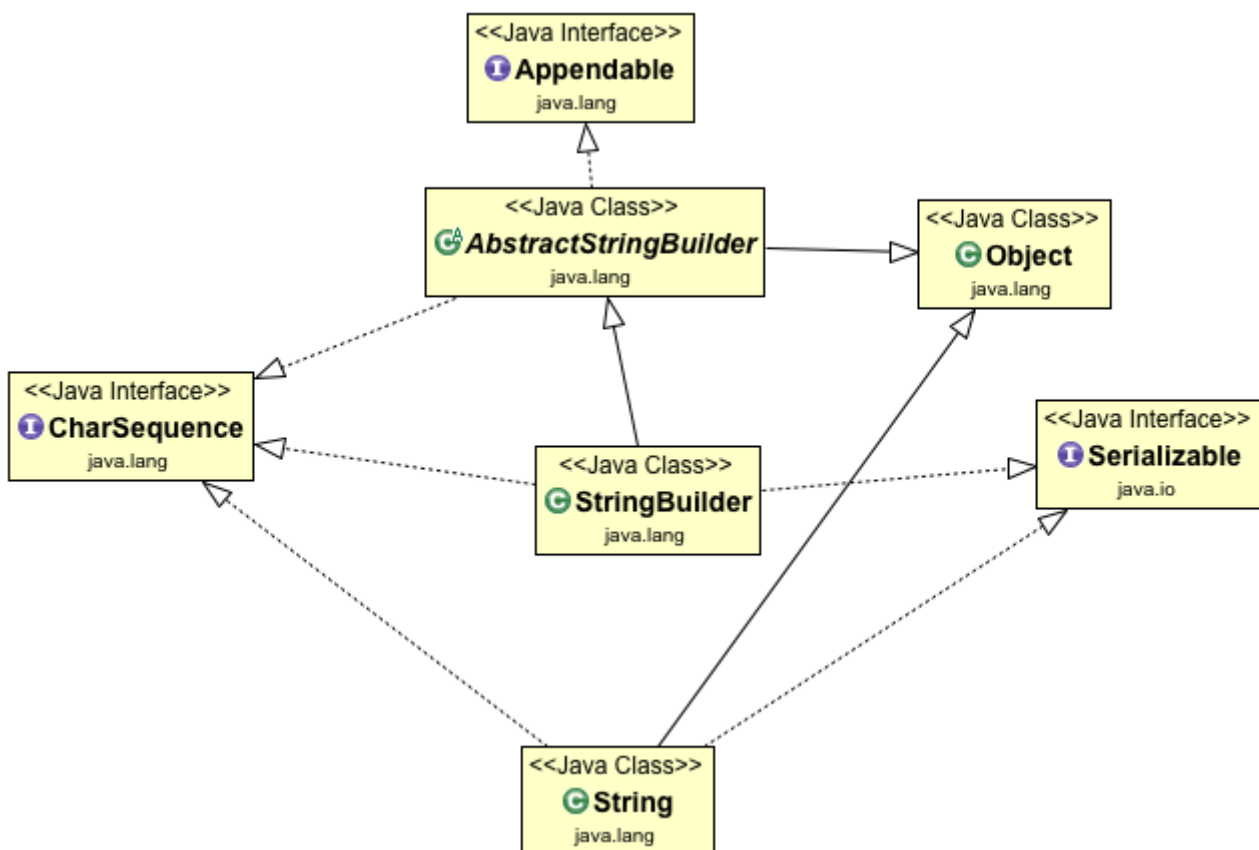 <<Java Interface>>
Appendable
java.lang
<<Java Class>>
AbstractStringBuilder
java.lang
<<Java Class>>
Object
java.lang
<<Java Interface>>
CharSequence
java.lang
<<Java Class>>
StringBuilder
java.lang
<<Java Interface>>
Serializable
java.io
<<Java Class>>
String
java.lang